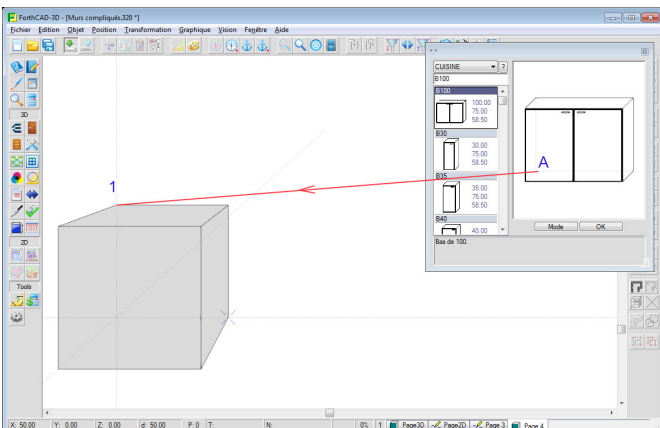 ForthCAD-3D - [Murs compliqués.320 *]
Fichier Edition Objet Position Transformation Graphique Vision Fenêtre Aide
3D
2D
Tools
1
CUISINE
?
B100
B100
100.00
75.00
58.50
B30
30.00
75.00
58.50
B35
35.00
75.00
58.50
B40
40.00
A
Mode
OK
Bas de 100.
X: 50.00 Y: 0.00 Z: 0.00 d: 50.00 P: 0 T: N: 0% 1 Page3D Page2D Page 3 Page 4